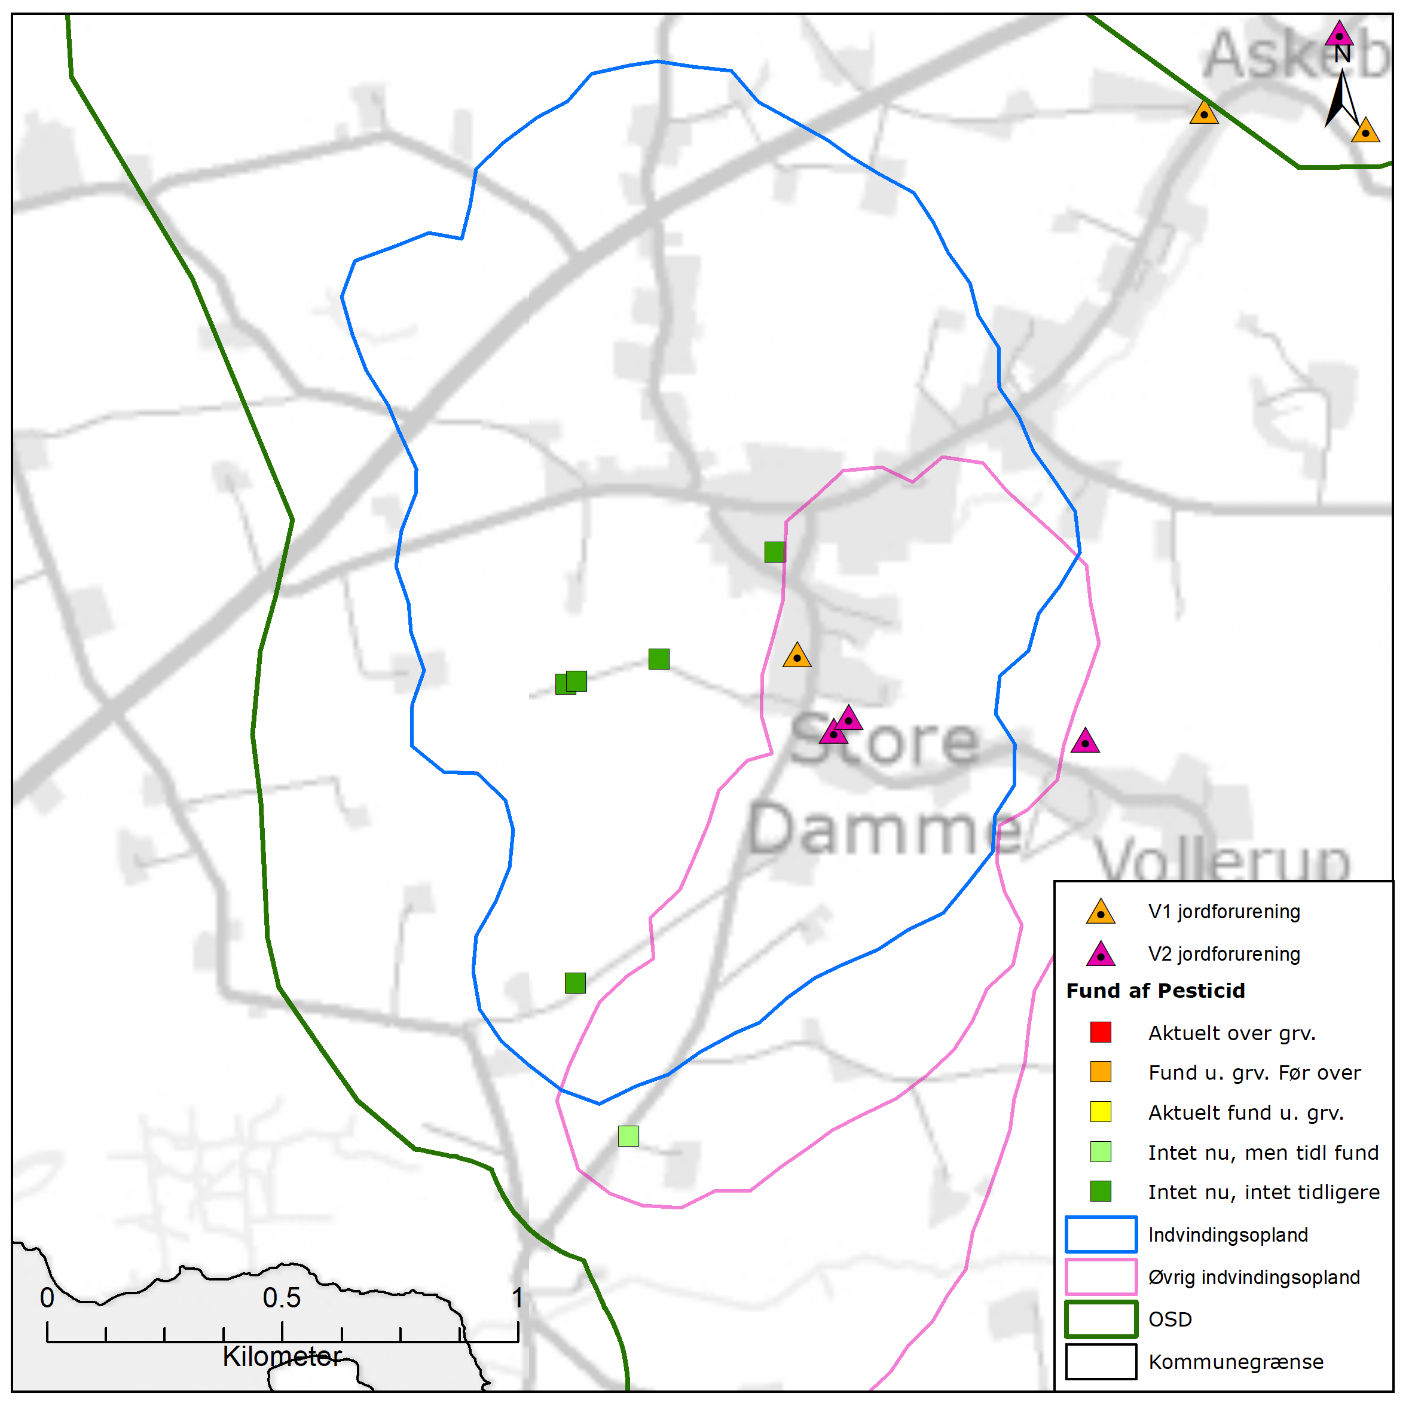 Askeb
N
Store
Damme
Vollerup
V1 jordforurening
V2 jordforurening
Fund af Pesticid
Aktuelt over grv.
Fund u. grv. Før over
Aktuelt fund u. grv.
Intet nu, men tidl fund
Intet nu, intet tidligere
Indvindingsopland
Øvrig indvindingsopland
OSD
Kommunegrænse
0 0.5 1
Kilometer